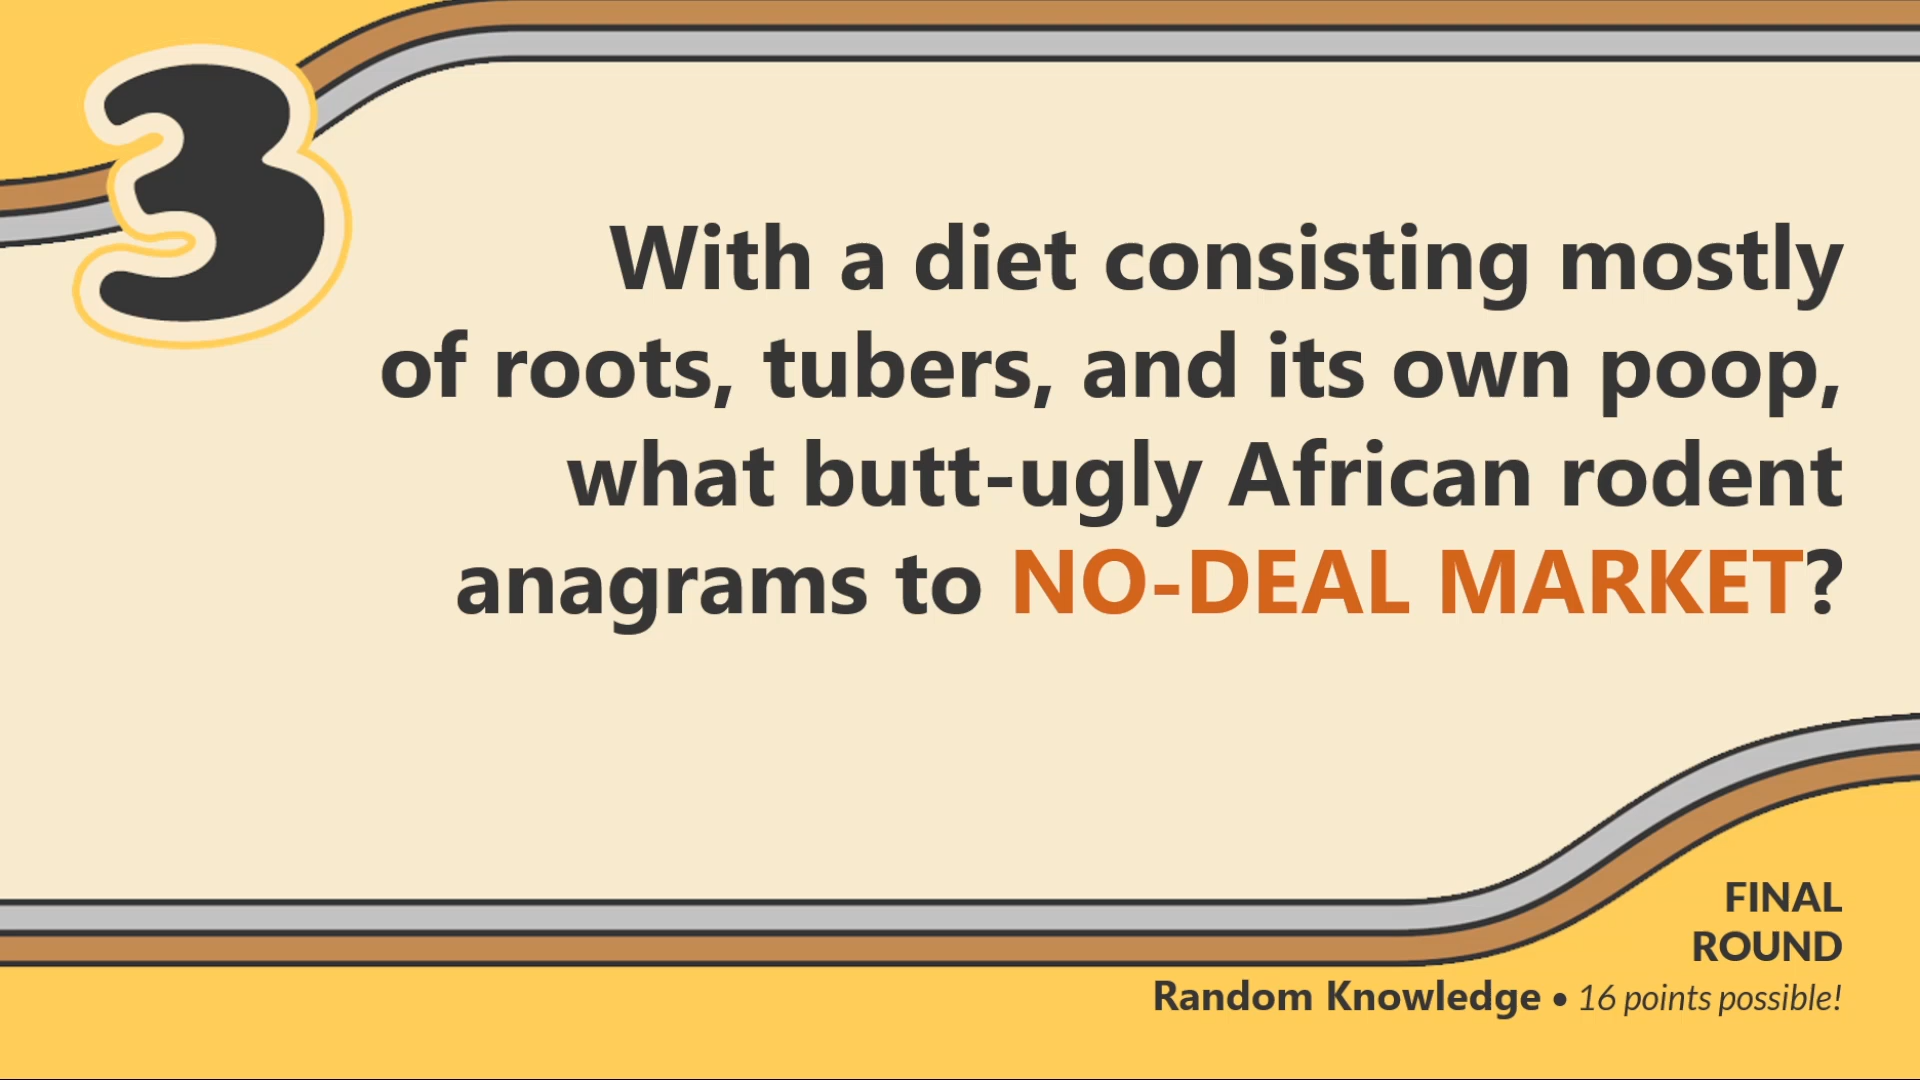 3
With a diet consisting mostly
of roots, tubers, and its own poop,
what butt-ugly African rodent
anagrams to NO-DEAL MARKET?
FINAL
ROUND
Random Knowledge • 16 points possible!